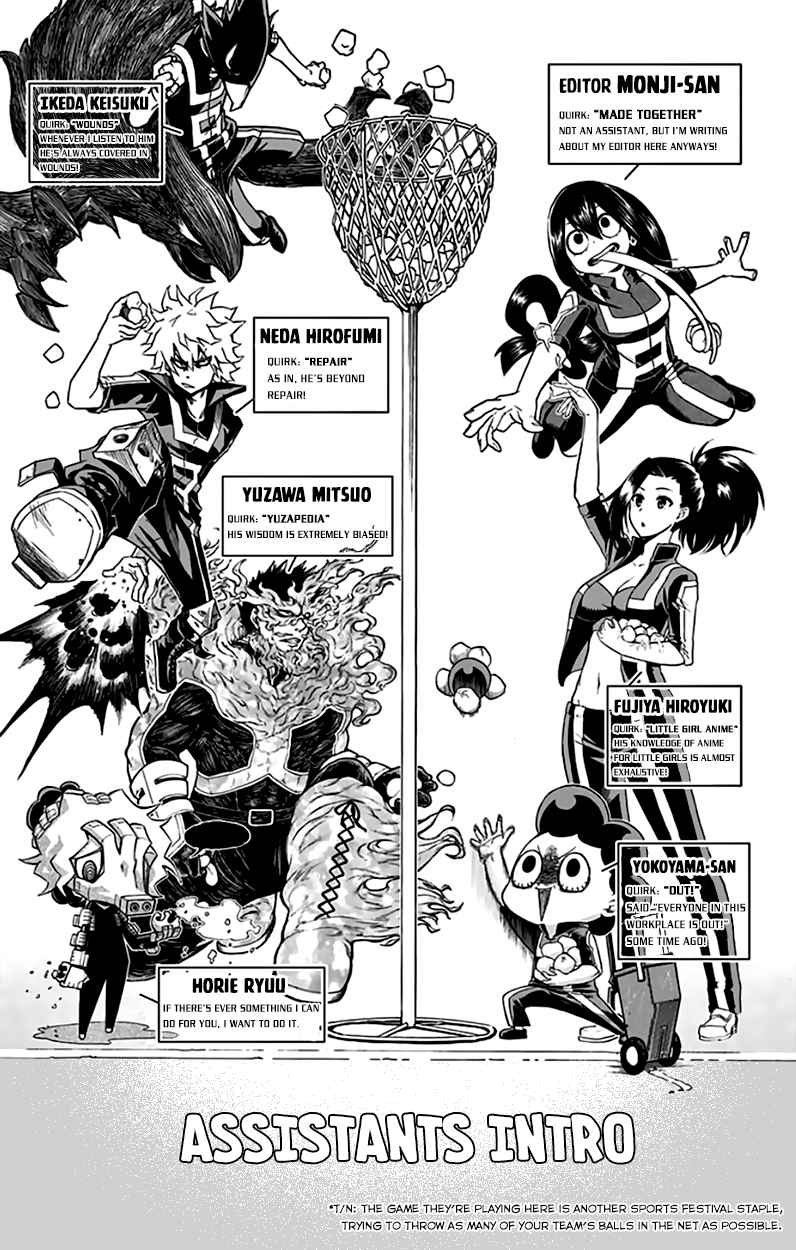 IKEDA KEISUKU
QUIRK: "WOUNDS"
WHENEVER I LISTEN TO HIM
HE'S ALWAYS COVERED IN
WOUNDS!
EDITOR MONJI-SAN
QUIRK: "MADE TOGETHER"
NOT AN ASSISTANT, BUT I'M WRITING
ABOUT MY EDITOR HERE ANYWAYS!
NEDA HIROFUMI
QUIRK: "REPAIR"
AS IN, HE'S BEYOND
REPAIR!
YUZAWA MITSUO
QUIRK: "YUZAPEDIA"
HIS WISDOM IS EXTREMELY BIASED!
FUJIYA HIROYUKI
QUIRK: "LITTLE GIRL ANIME"
HIS KNOWLEDGE OF ANIME
FOR LITTLE GIRLS IS ALMOST
EXHAUSTIVE!
YOKOYAMA-SAN
QUIRK: "OUT!"
SAID "EVERYONE IN THIS
WORKPLACE IS OUT!"
SOME TIME AGO!
HORIE RYUU
IF THERE'S EVER SOMETHING I CAN
DO FOR YOU, I WANT TO DO IT.
ASSISTANTS INTRO
*T/N: THE GAME THEY'RE PLAYING HERE IS ANOTHER SPORTS FESTIVAL STAPLE,
TRYING TO THROW AS MANY OF YOUR TEAM'S BALLS IN THE NET AS POSSIBLE.